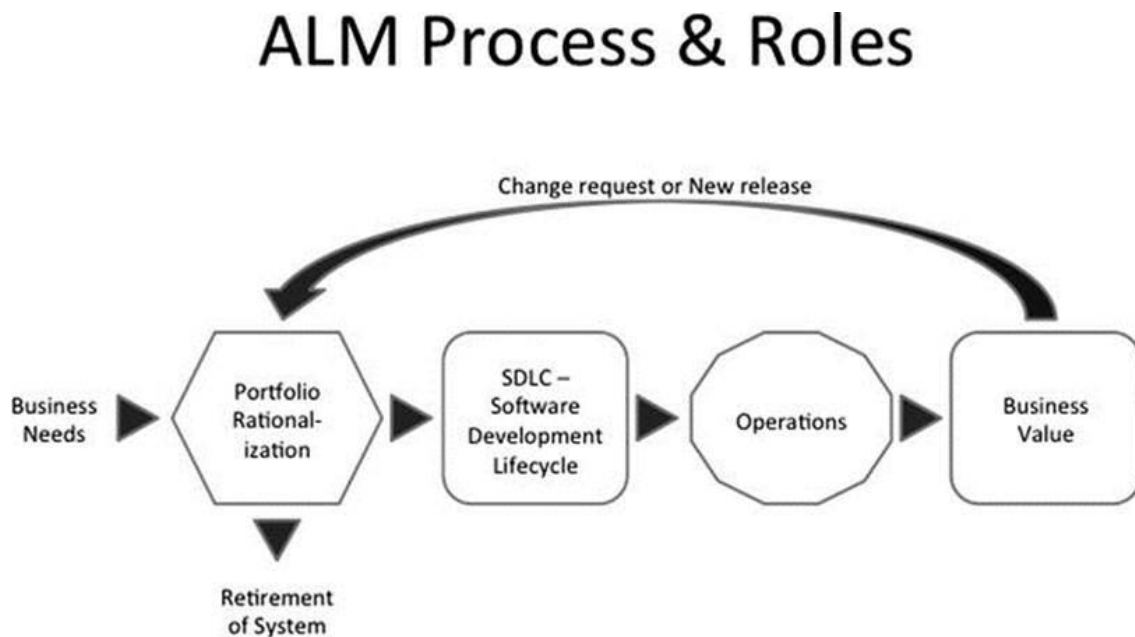 ALM Process & Roles
Change request or New release
Business
Needs
Portfolio
Rational-
ization
SDLC –
Software
Development
Lifecycle
Operations
Business
Value
Retirement
of System